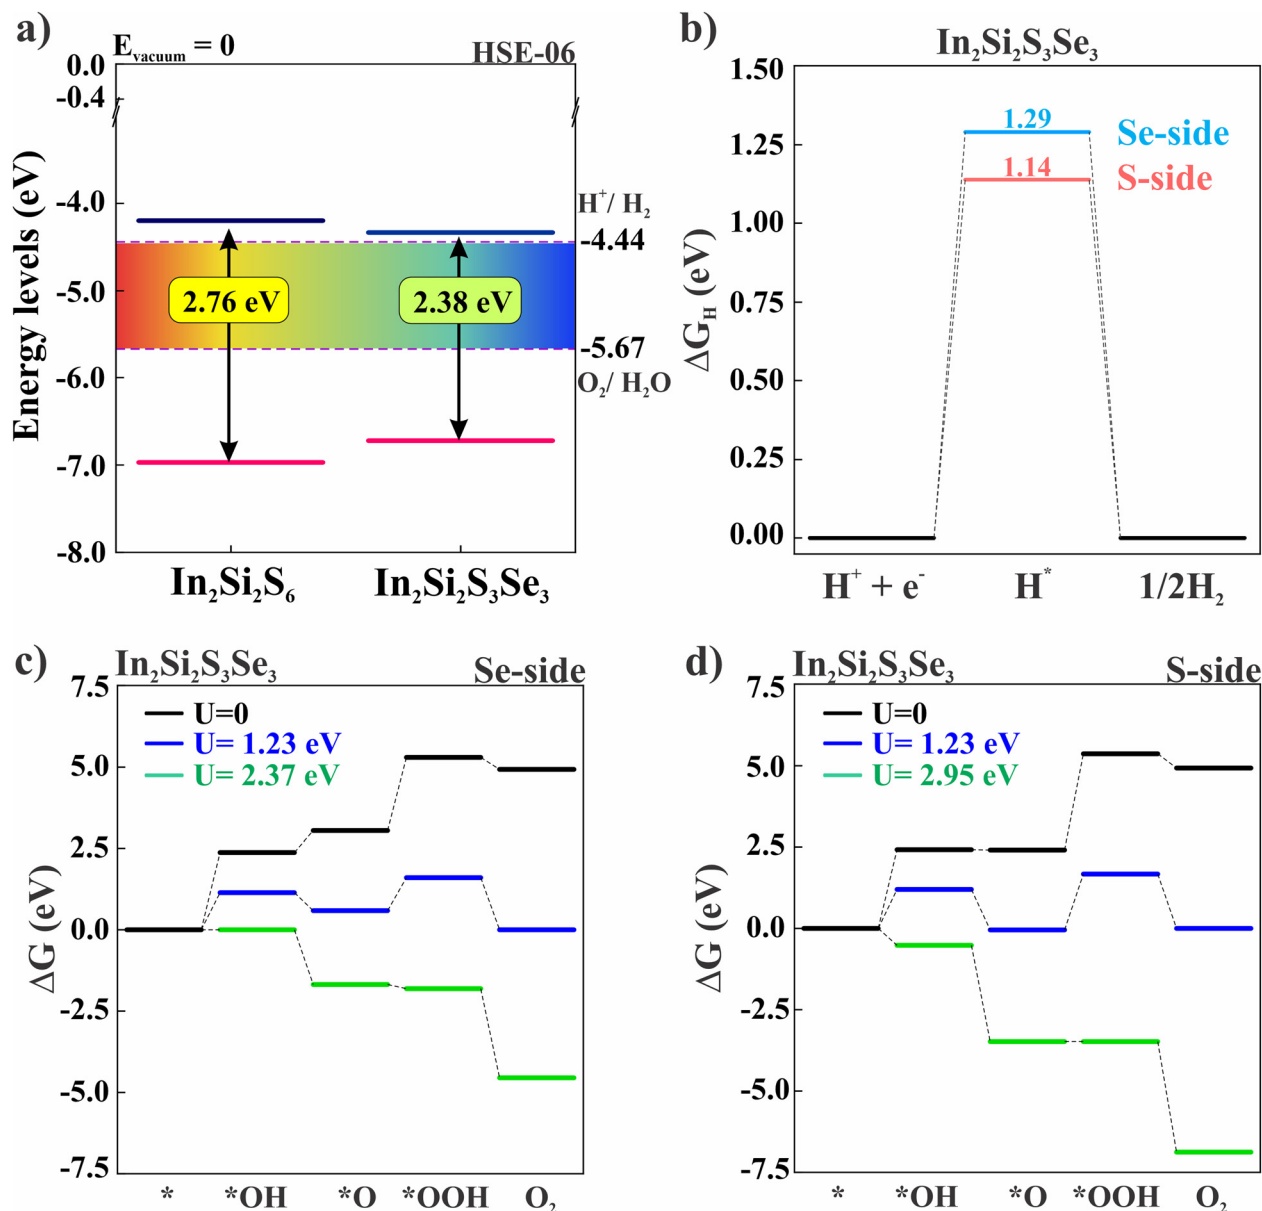 a)
E_vacuum = 0
HSE-06
0.0
-0.4
-4.0
-5.0
-6.0
-7.0
-8.0
Energy levels (eV)
H⁺/ H₂
-4.44
2.76 eV
2.38 eV
-5.67
O₂/ H₂O
In₂Si₂S₆
In₂Si₂S₃Se₃
b)
In₂Si₂S₃Se₃
1.50
1.25
1.00
0.75
0.50
0.25
0.00
ΔG_H (eV)
1.29
Se-side
1.14
S-side
H⁺ + e⁻
H*
1/2H₂
c)
In₂Si₂S₃Se₃
Se-side
7.5
5.0
2.5
0.0
-2.5
-5.0
-7.5
ΔG (eV)
U=0
U= 1.23 eV
U= 2.37 eV
*
*OH
*O
*OOH
O₂
d)
In₂Si₂S₃Se₃
S-side
7.5
5.0
2.5
0.0
-2.5
-5.0
-7.5
ΔG (eV)
U=0
U= 1.23 eV
U= 2.95 eV
*
*OH
*O
*OOH
O₂